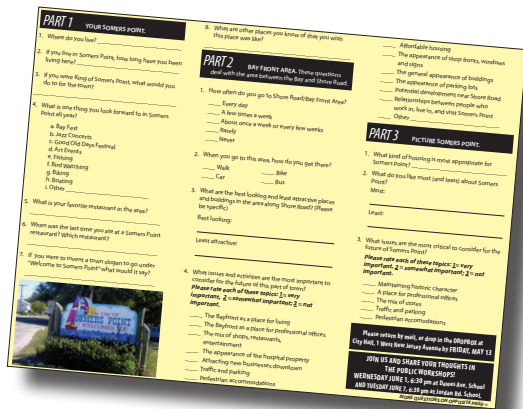 PART 1 YOUR SOMERS POINT.
1. Where do you live?
2. If you live in Somers Point, how long have you been
living here?
3. If you were King of Somers Point, what would you
do to for the town?
4. What is one thing you look forward to in Somers
Point all year?
a. Bay Fest
b. Jazz Concerts
c. Good Old Days Festival
d. Art Events
e. Fishing
f. Bird Watching
g. Biking
h. Boating
i. Other
5. What is your favorite restaurant in the area?
6. When was the last time you ate at a Somers Point
restaurant? Which restaurant?
7. If you were to invent a town slogan to go under
"Welcome to Somers Point" what would it say?
SOMERS POINT
8. What are other places you know of that you wish
this place was like?
PART 2 BAY FRONT AREA. These questions
deal with the area between the Bay and Shore Road.
1. How often do you go to Shore Road/Bay Front Area?
Every day
A few times a week
About once a week or every few weeks
Rarely
Never
2. When you go to this area, how do you get there?
Walk Bike
Car Bus
3. What are the best looking and least attractive places
and buildings in the area along Shore Road? (Please
be specific)
Best looking:
Least attractive:
4. What issues and activities are the most important to
consider for the future of this part of town?
Please rate each of these topics: 1= very
important, 2 = somewhat important; 3 = not
important.
The Bayfront as a place for living
The Bayfront as a place for professional offices
The mix of shops, restaurants,
entertainment
The appearance of the hospital property
Attracting new businesses downtown
Traffic and parking
Pedestrian accommodations
Affordable housing
The appearance of shop fronts, windows
and signs
The general appearance of buildings
The appearance of parking lots
Potential developments near Shore Road
Relationships between people who
work in, live in, and visit Somers Point
Other
PART 3 PICTURE SOMERS POINT.
1. What kind of housing is most appropriate for
Somers Point?
2. What do you like most (and least) about Somers
Point?
Most:
Least:
3. What issues are the most critical to consider for the
future of Somers Point?
Please rate each of these topics: 1= very
important, 2 = somewhat important; 3 = not
important.
Maintaining historic character
A place for professional offices
The mix of stores
Traffic and parking
Pedestrian accomodations
Please return by mail, or drop in the DROPBOX at
City Hall, 1 West New Jersey Avenue by FRIDAY, MAY 13
JOIN US AND SHARE YOUR THOUGHTS IN
THE PUBLIC WORKSHOPS!
WEDNESDAY JUNE 1, 6:30 pm at Dawes Ave. School
and TUESDAY JUNE 7, 6:30 pm at Jordan Rd. School.
MORE QUESTIONS ON OPPOSITE PAGE->